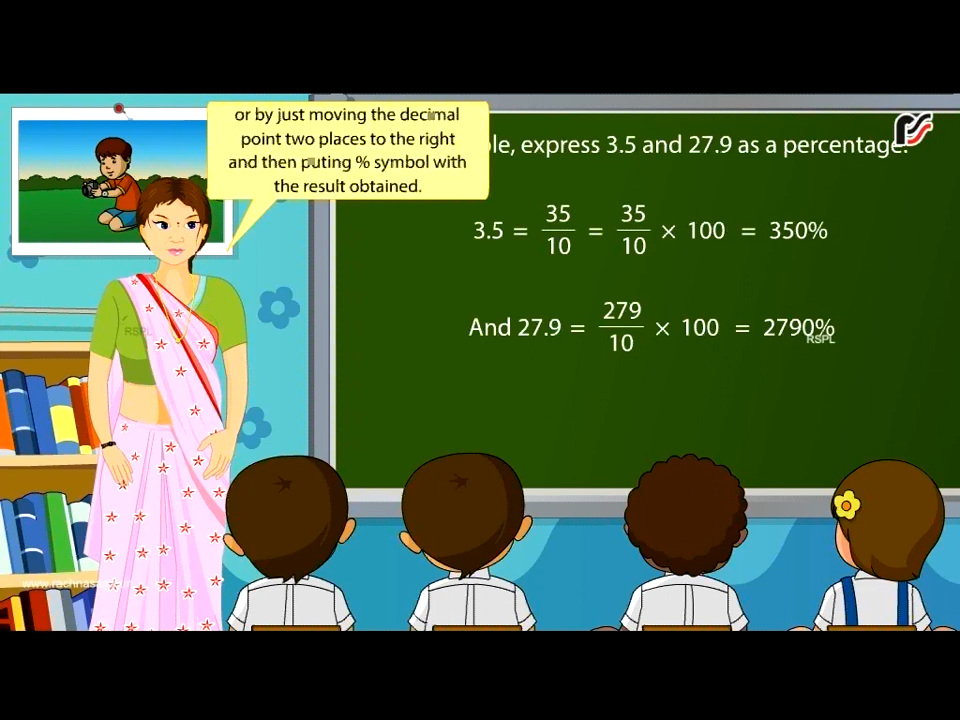 or by just moving the decimal
point two places to the right
and then puting % symbol with
the result obtained.
express 3.5 and 27.9 as a percentage.
3.5 = 35/10 = 35/10 × 100 = 350%
And 27.9 = 279/10 × 100 = 2790%
RSPL
RSPL